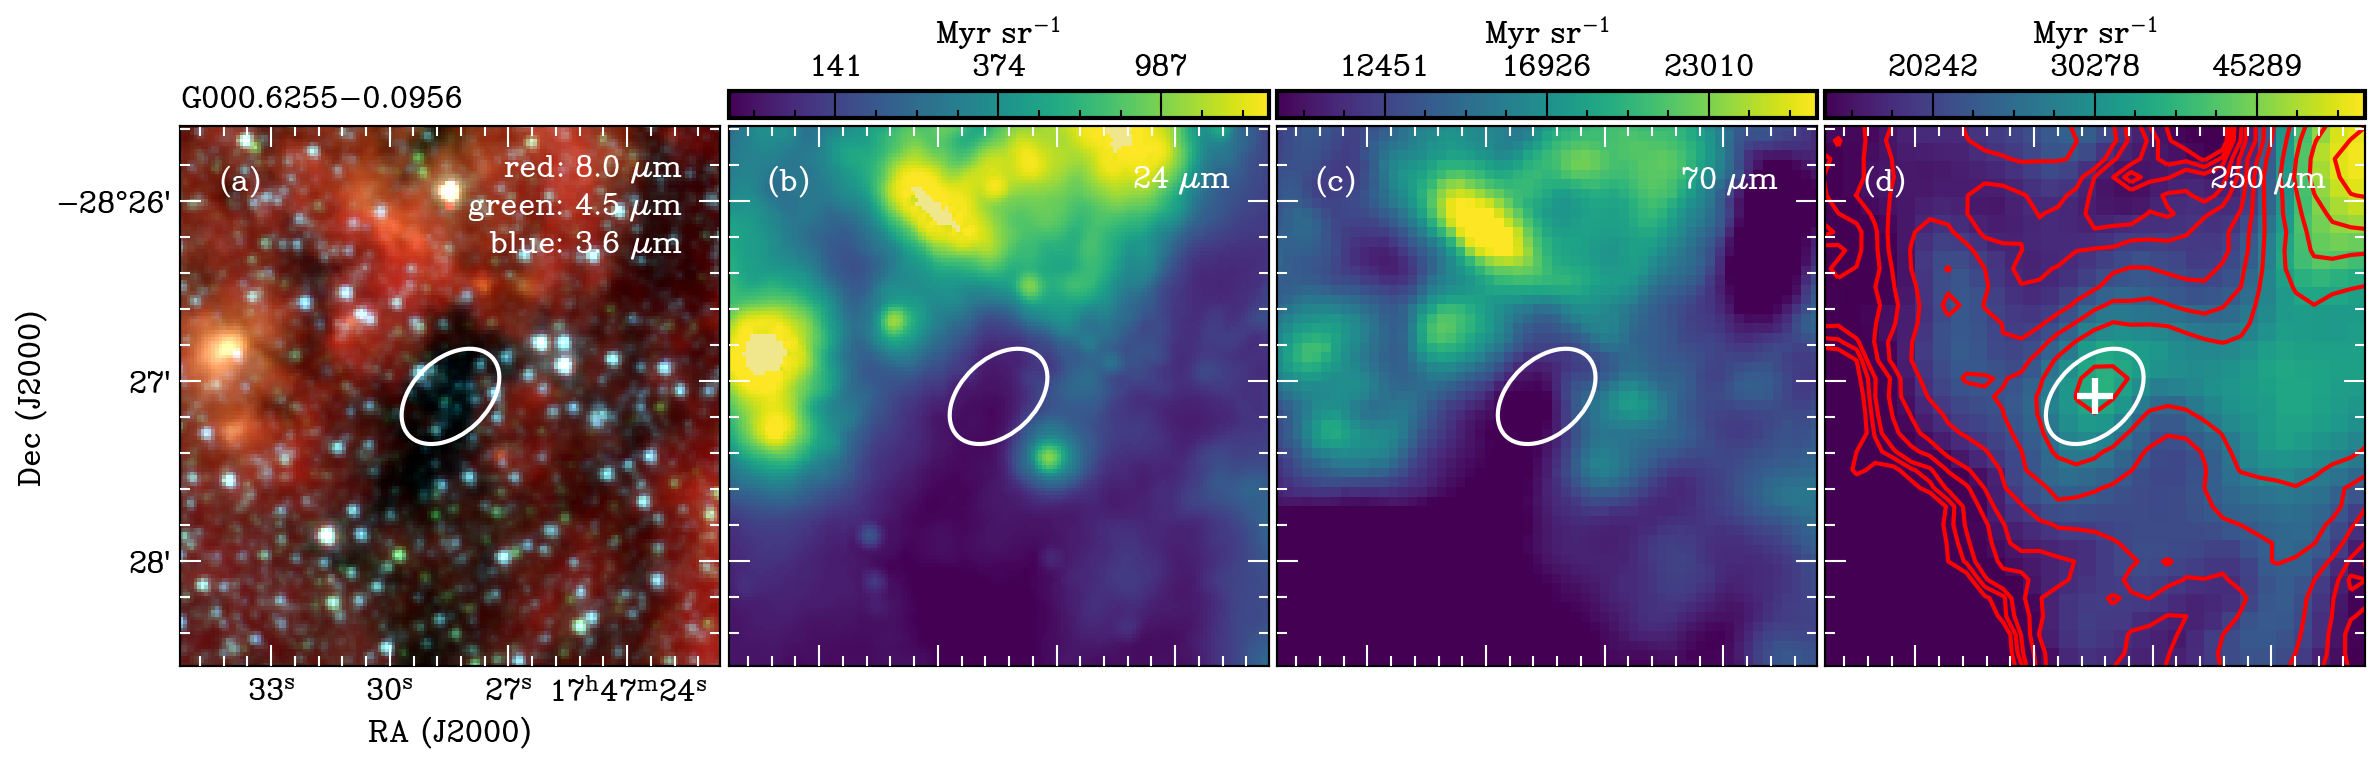 Myr sr⁻¹
141 374 987
Myr sr⁻¹
12451 16926 23010
Myr sr⁻¹
20242 30278 45289
G000.6255−0.0956
(a)
red: 8.0 μm
green: 4.5 μm
blue: 3.6 μm
(b)
24 μm
(c)
70 μm
(d)
250 μm
Dec (J2000)
−28°26'
27'
28'
33ˢ 30ˢ 27ˢ 17ʰ47ᵐ24ˢ
RA (J2000)